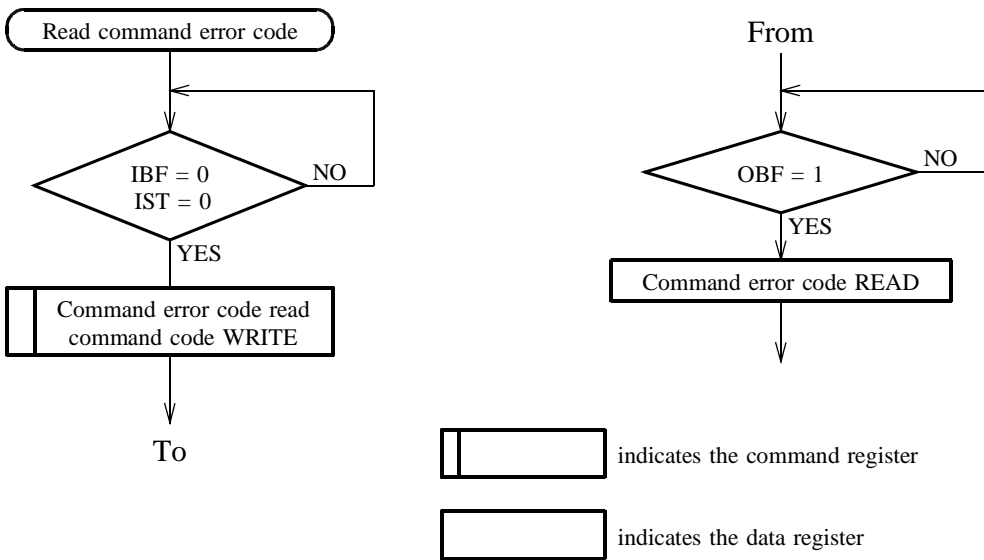 Read command error code
IBF = 0
IST = 0
NO
YES
Command error code read
command code WRITE
To
From
OBF = 1
NO
YES
Command error code READ
indicates the command register
indicates the data register